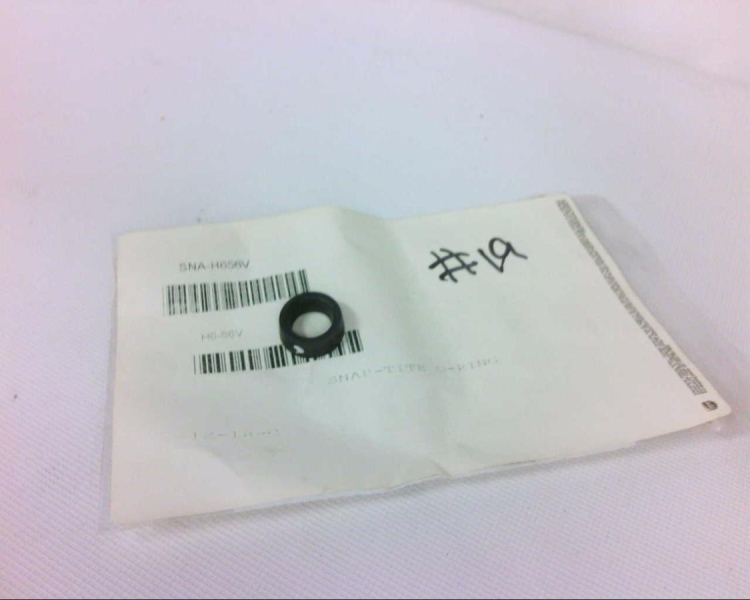 SNA-H656V
#19
H6-56V
SNAP-TITE O-RING